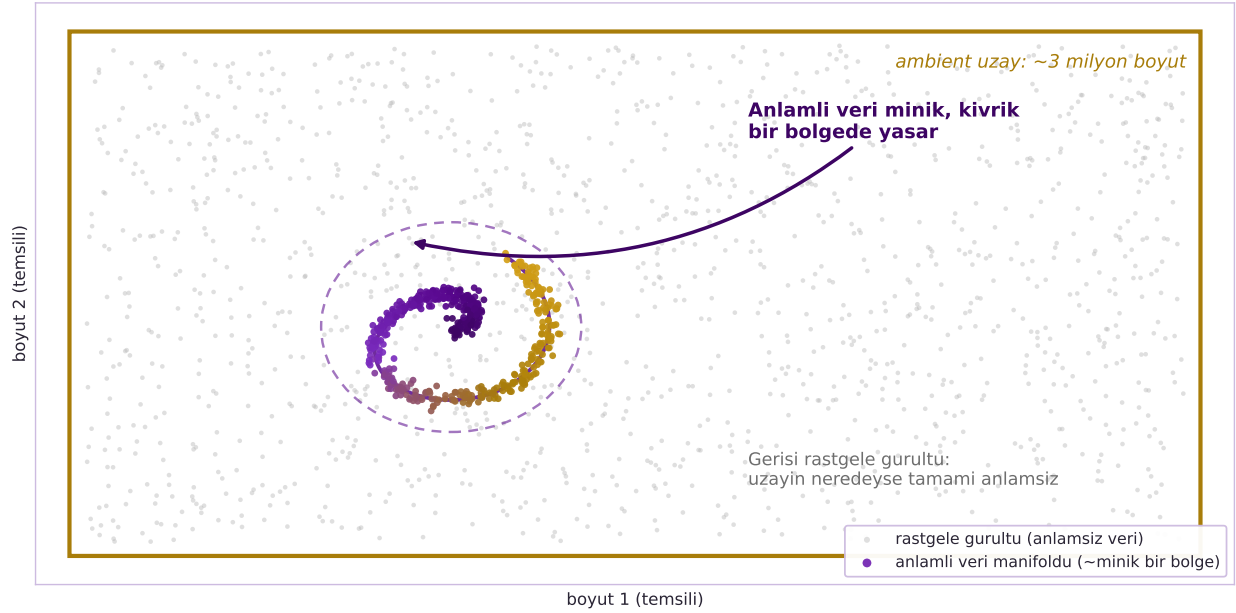 ambient uzay: ~3 milyon boyut
Anlamli veri minik, kivrik
bir bolgede yasar
boyut 2 (temsili)
Gerisi rastgele gurultu:
uzayin neredeyse tamami anlamsiz
rastgele gurultu (anlamsiz veri)
anlamli veri manifoldu (~minik bir bolge)
boyut 1 (temsili)